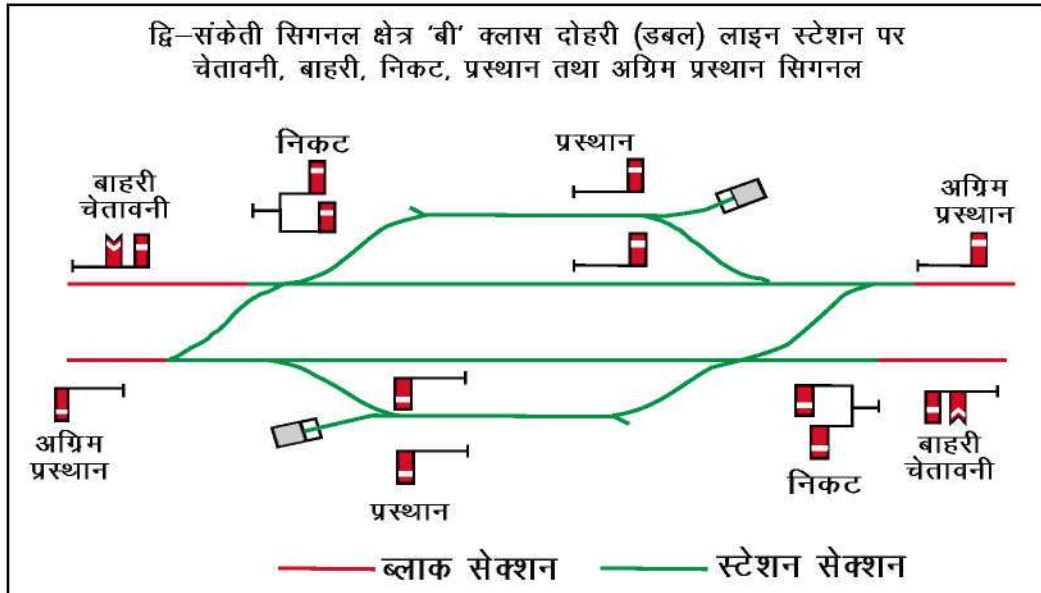 द्वि–संकेती सिगनल क्षेत्र 'बी' क्लास दोहरी (डबल) लाइन स्टेशन पर
चेतावनी, बाहरी, निकट, प्रस्थान तथा अग्रिम प्रस्थान सिगनल
निकट
प्रस्थान
बाहरी
चेतावनी
अग्रिम
प्रस्थान
अग्रिम
प्रस्थान
प्रस्थान
निकट
बाहरी
चेतावनी
ब्लाक सेक्शन
स्टेशन सेक्शन